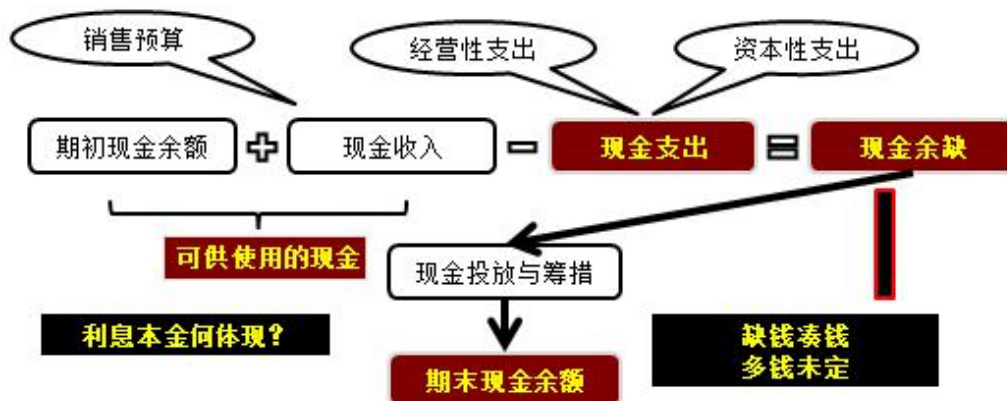 销售预算
经营性支出
资本性支出
期初现金余额
现金收入
现金支出
现金余缺
可供使用的现金
现金投放与筹措
利息本金何体现？
缺钱凑钱
多钱未定
期末现金余额